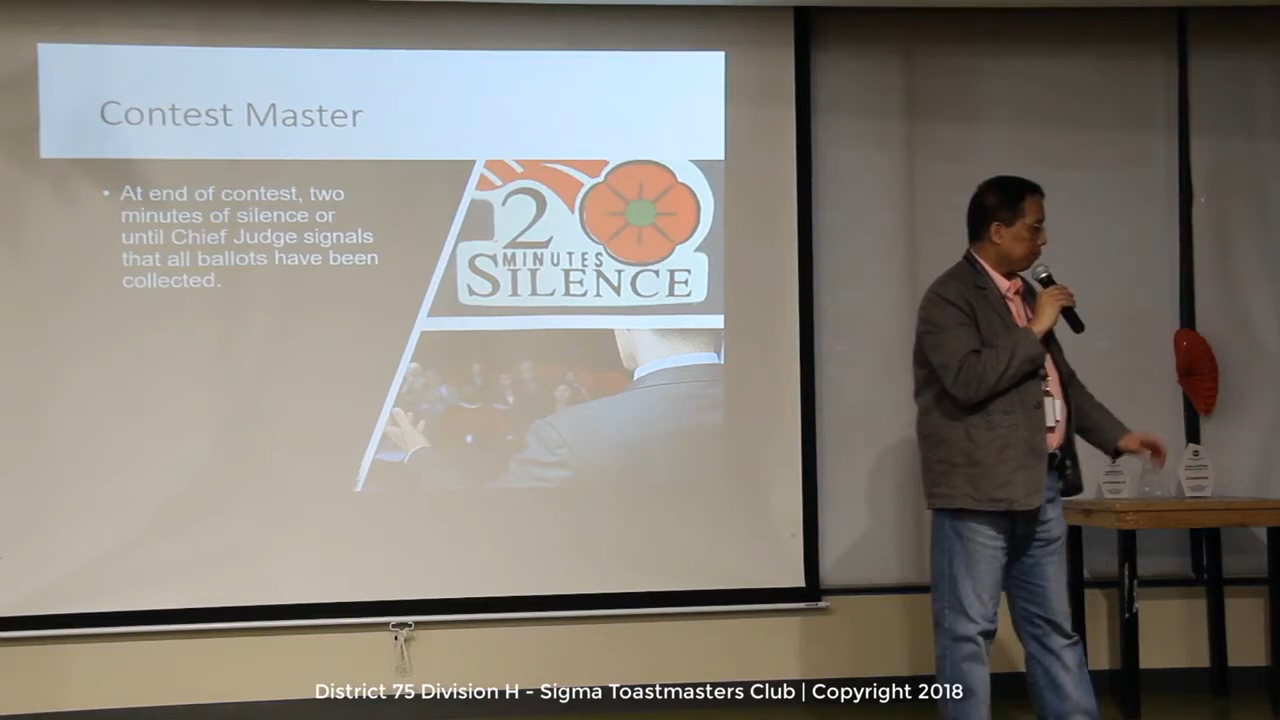 Contest Master
• At end of contest, two
minutes of silence or
until Chief Judge signals
that all ballots have been
collected.
2
MINUTES
SILENCE
District 75 Division H - Sigma Toastmasters Club | Copyright 2018